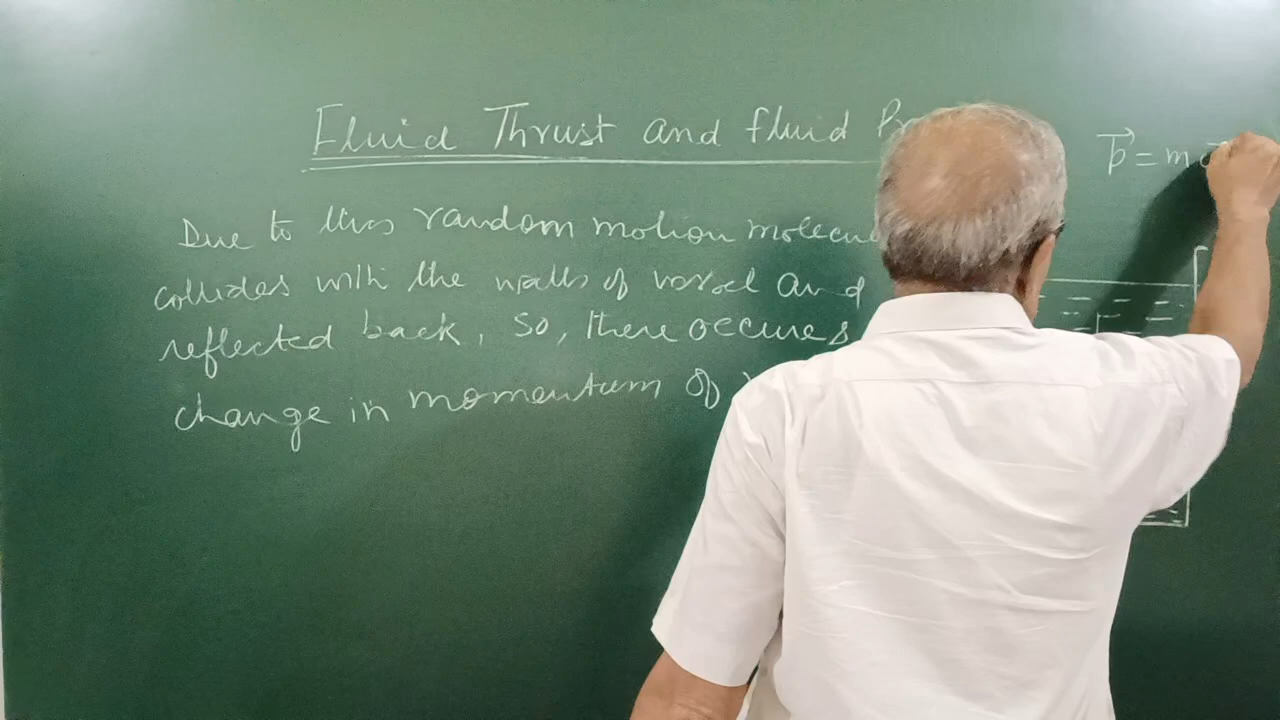 Fluid Thrust and fluid
Due to this random motion
collides with the walls of vessel and
reflected back, so, there occures
change in momentum of
p = m